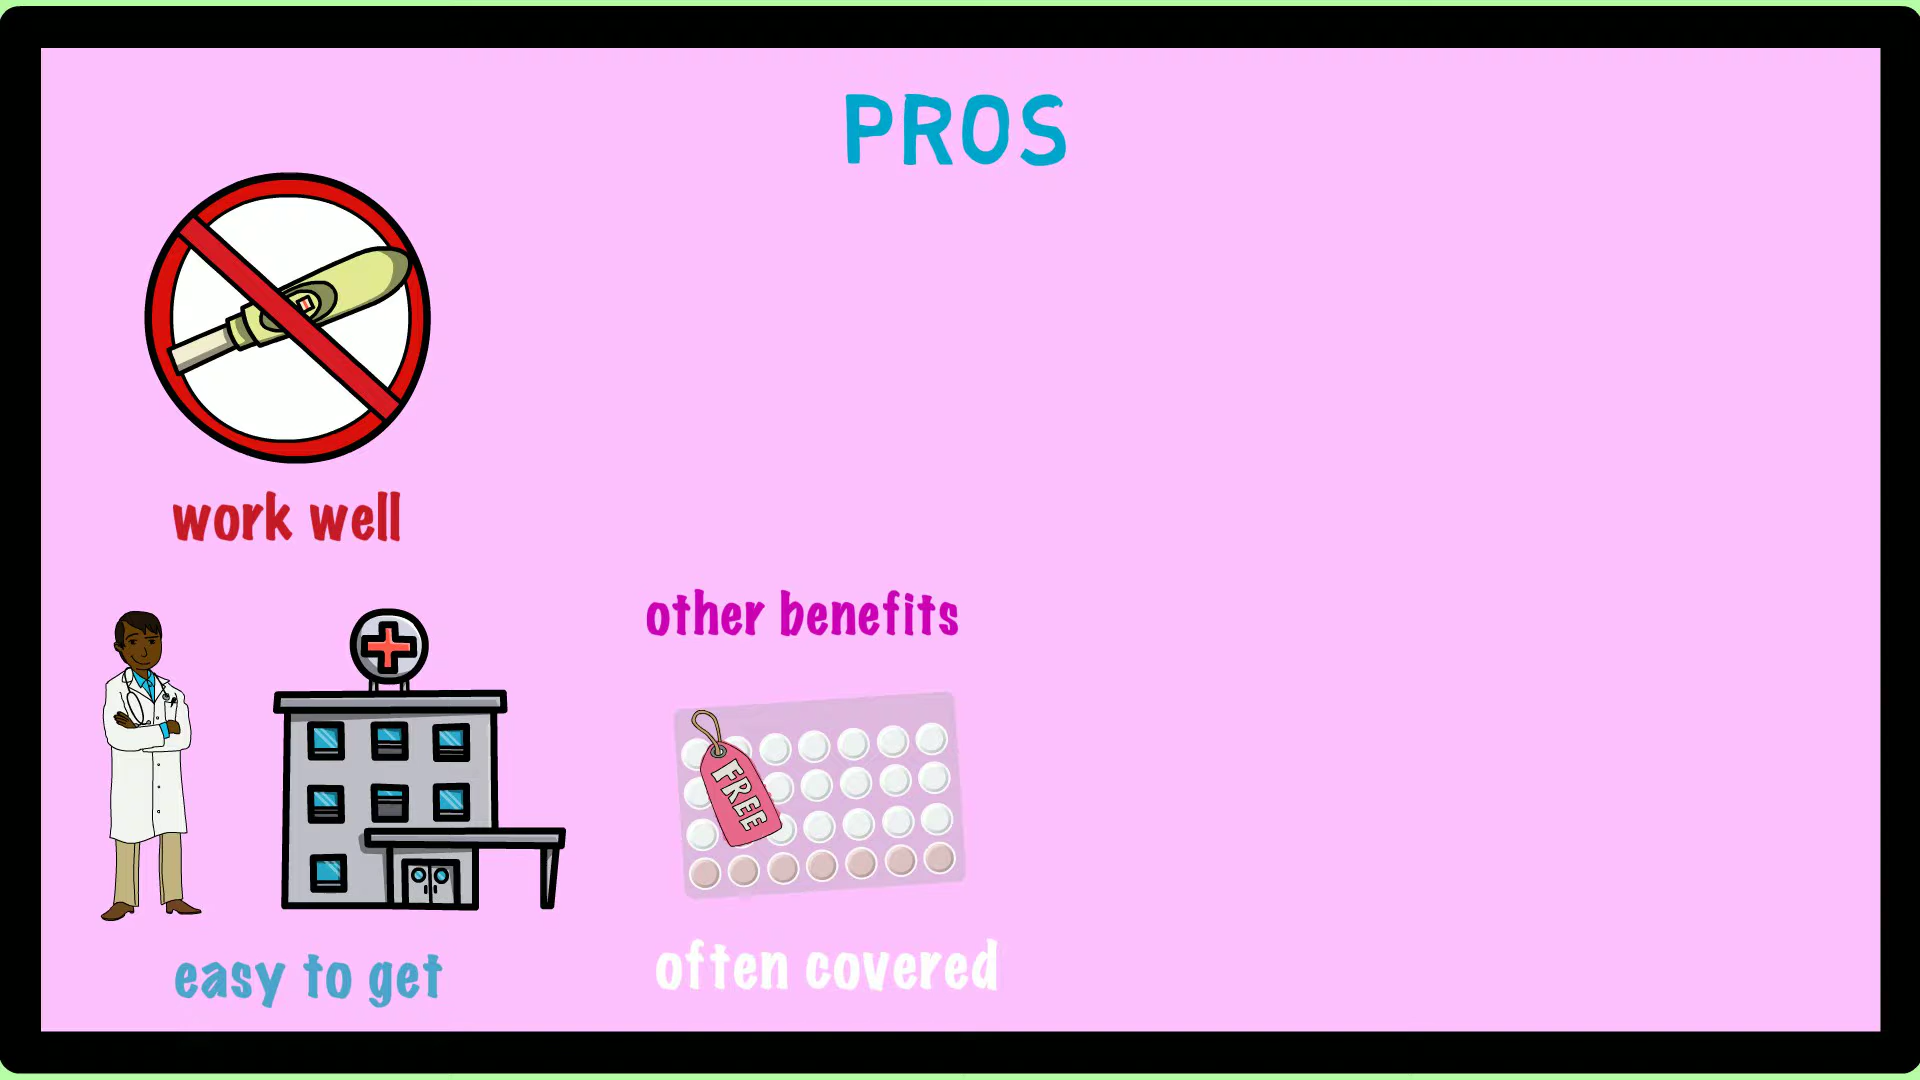 PROS
work well
other benefits
FREE
easy to get
often covered